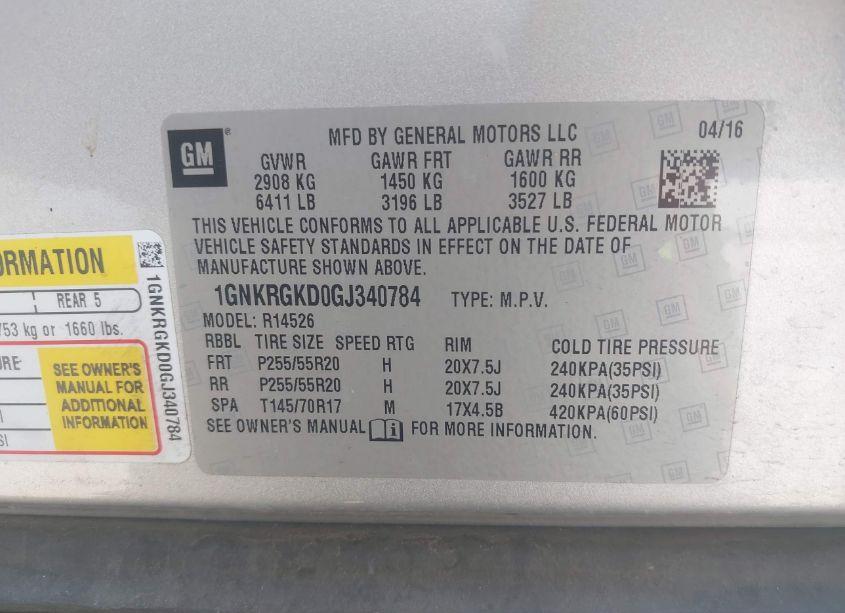 GM
MFD BY GENERAL MOTORS LLC 04/16
GVWR GAWR FRT GAWR RR
2908 KG 1450 KG 1600 KG
6411 LB 3196 LB 3527 LB
THIS VEHICLE CONFORMS TO ALL APPLICABLE U.S. FEDERAL MOTOR
VEHICLE SAFETY STANDARDS IN EFFECT ON THE DATE OF
MANUFACTURE SHOWN ABOVE.
1GNKRGKD0GJ340784 TYPE: M.P.V.
MODEL: R14526
RBBL TIRE SIZE SPEED RTG RIM COLD TIRE PRESSURE
FRT P255/55R20 H 20X7.5J 240KPA(35PSI)
RR P255/55R20 H 20X7.5J 240KPA(35PSI)
SPA T145/70R17 M 17X4.5B 420KPA(60PSI)
SEE OWNER'S MANUAL FOR MORE INFORMATION.
REAR 5
kg or 1660 lbs.
SEE OWNER'S
MANUAL FOR
ADDITIONAL
INFORMATION
1GNKRGKD0GJ340784